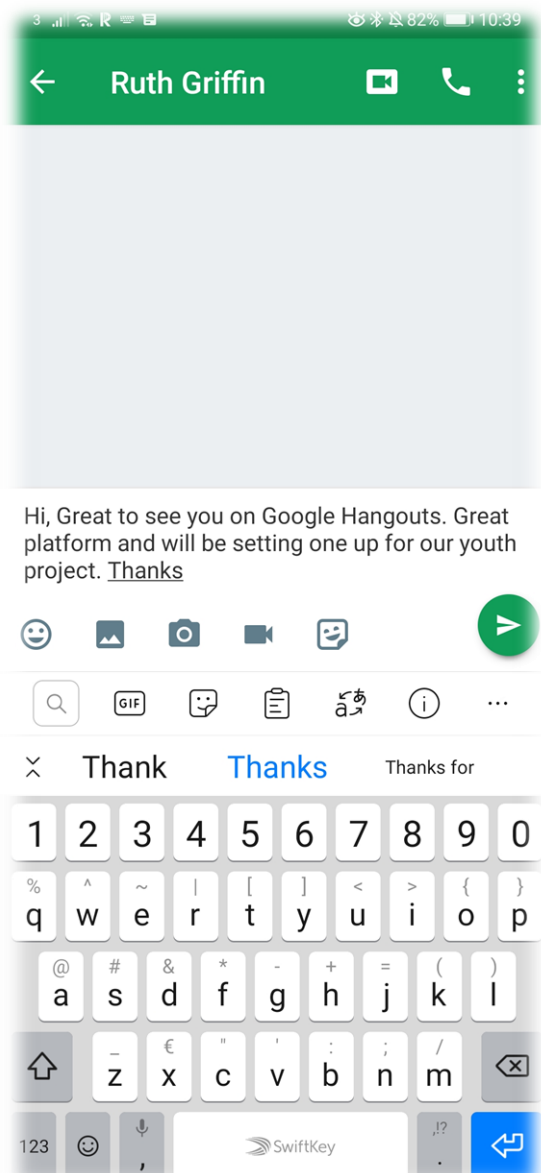 3 R 82% 10:39
Ruth Griffin
Hi, Great to see you on Google Hangouts. Great
platform and will be setting one up for our youth
project. Thanks
GIF あ a i ...
Thank Thanks Thanks for
1 2 3 4 5 6 7 8 9 0
% ^ ~ | [ ] < > { }
q w e r t y u i o p
@ # & * - + = ( )
a s d f g h j k l
_ € " ' : ; /
z x c v b n m
123 , SwiftKey ,!? .